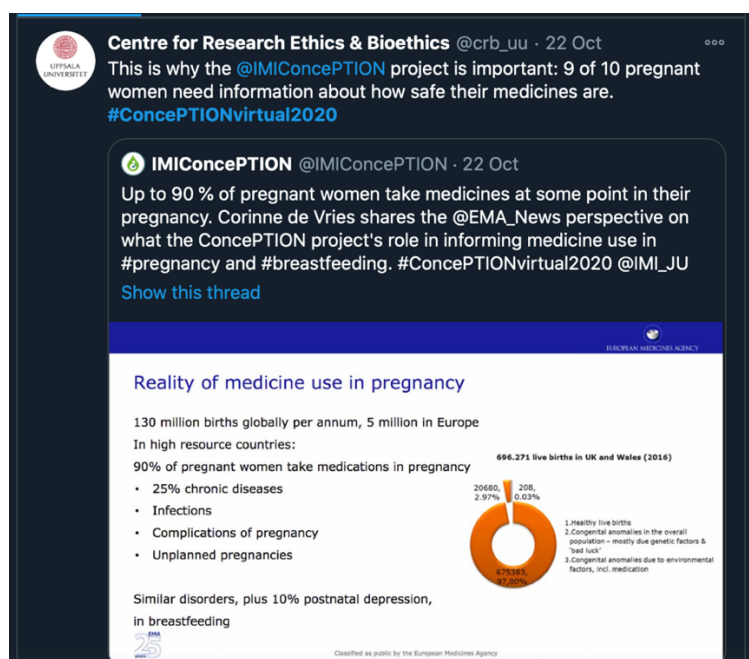 UPPSALA
UNIVERSITET
Centre for Research Ethics & Bioethics @crb_uu · 22 Oct
This is why the @IMIConcePTION project is important: 9 of 10 pregnant
women need information about how safe their medicines are.
#ConcePTIONvirtual2020
IMIConcePTION @IMIConcePTION · 22 Oct
Up to 90 % of pregnant women take medicines at some point in their
pregnancy. Corinne de Vries shares the @EMA_News perspective on
what the ConcePTION project's role in informing medicine use in
#pregnancy and #breastfeeding. #ConcePTIONvirtual2020 @IMI_JU
Show this thread
EUROPEAN MEDICINES AGENCY
Reality of medicine use in pregnancy
130 million births globally per annum, 5 million in Europe
In high resource countries:
90% of pregnant women take medications in pregnancy
• 25% chronic diseases
• Infections
• Complications of pregnancy
• Unplanned pregnancies
Similar disorders, plus 10% postnatal depression,
in breastfeeding
696.271 live births in UK and Wales (2016)
20680,
2.97%
208,
0.03%
675383,
97,00%
1.Healthy live births
2.Congenital anomalies in the overall
population – mostly due genetic factors &
'bad luck'
3.Congenital anomalies due to environmental
factors, incl. medication
EMA
25
Classified as public by the European Medicines Agency